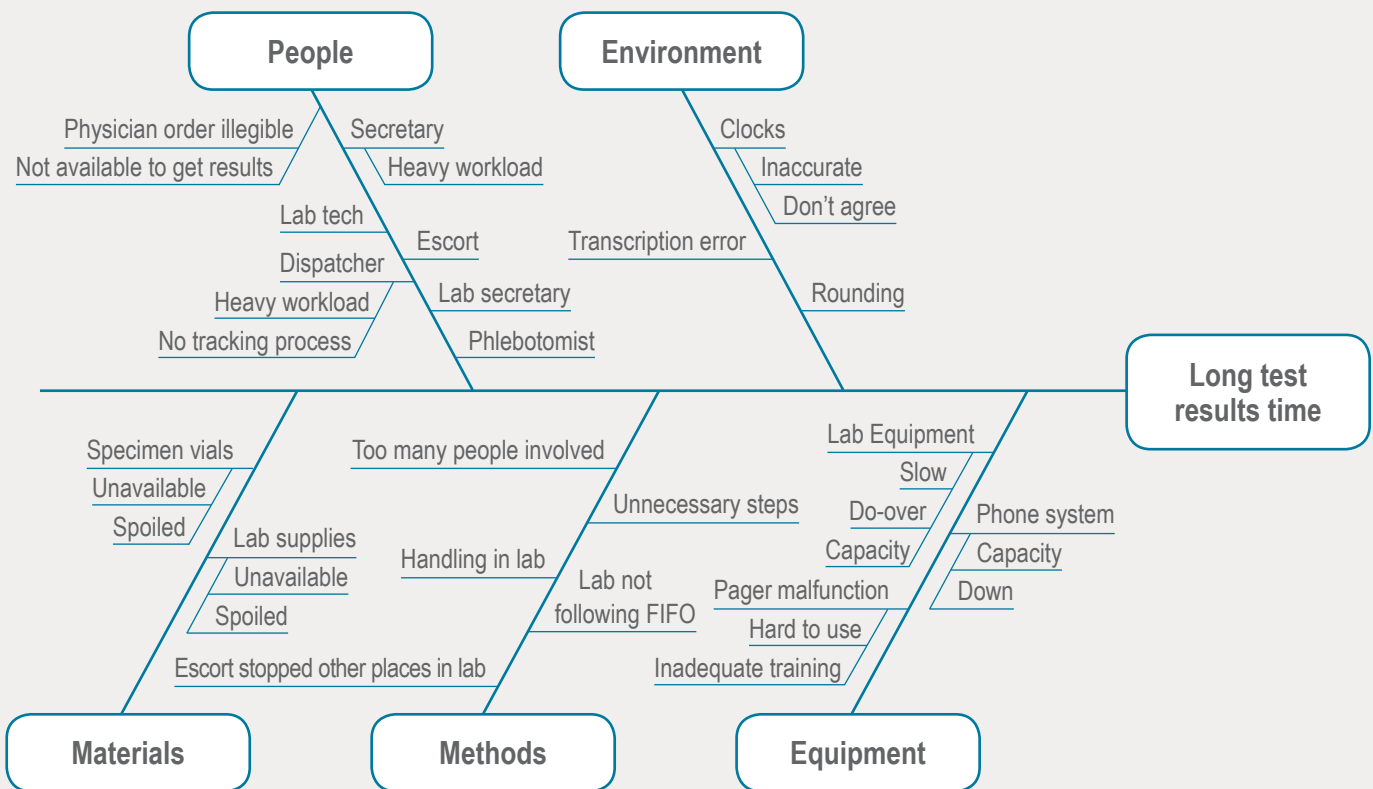 People
Environment
Physician order illegible
Not available to get results
Secretary
Heavy workload
Lab tech
Escort
Dispatcher
Heavy workload
No tracking process
Lab secretary
Phlebotomist
Clocks
Inaccurate
Don't agree
Transcription error
Rounding
Long test
results time
Specimen vials
Unavailable
Spoiled
Lab supplies
Unavailable
Spoiled
Too many people involved
Unnecessary steps
Handling in lab
Lab not
following FIFO
Escort stopped other places in lab
Lab Equipment
Slow
Do-over
Capacity
Phone system
Capacity
Down
Pager malfunction
Hard to use
Inadequate training
Materials
Methods
Equipment